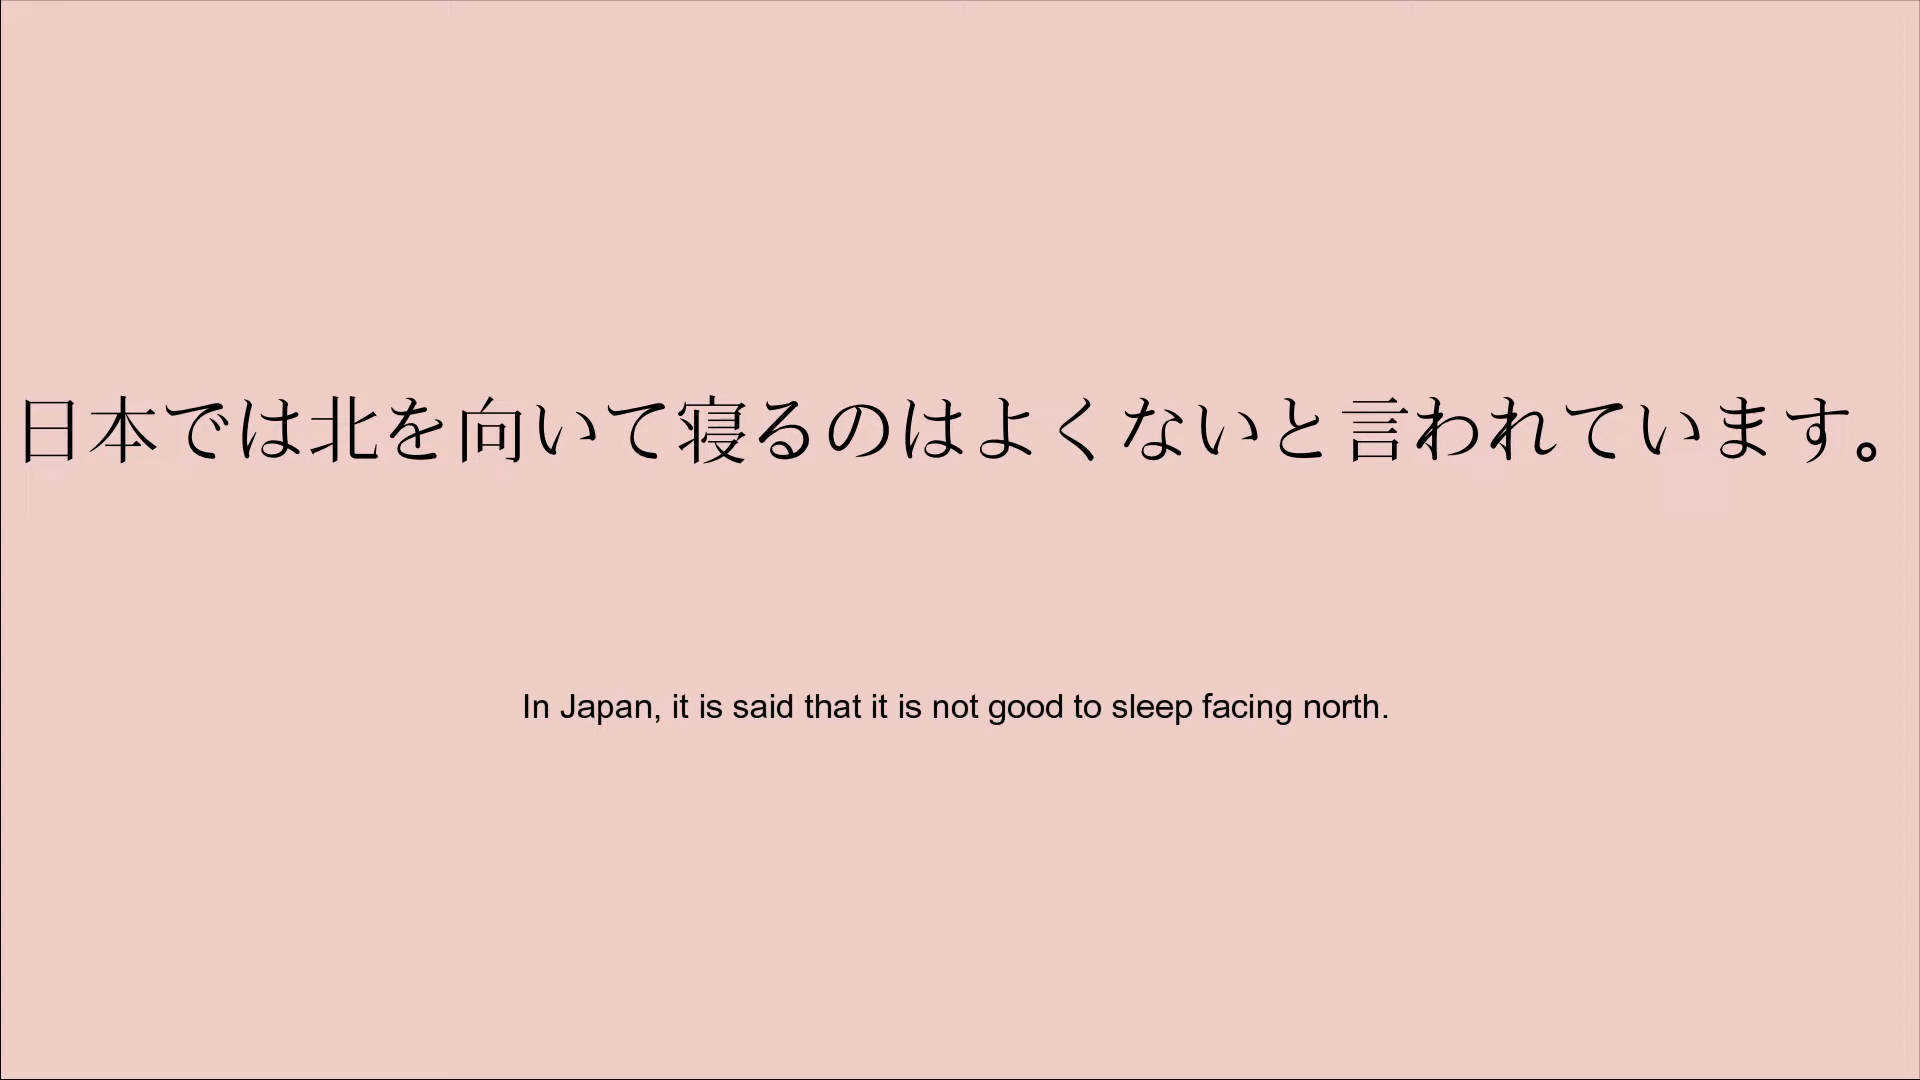 日本では北を向いて寝るのはよくないと言われています。
In Japan, it is said that it is not good to sleep facing north.